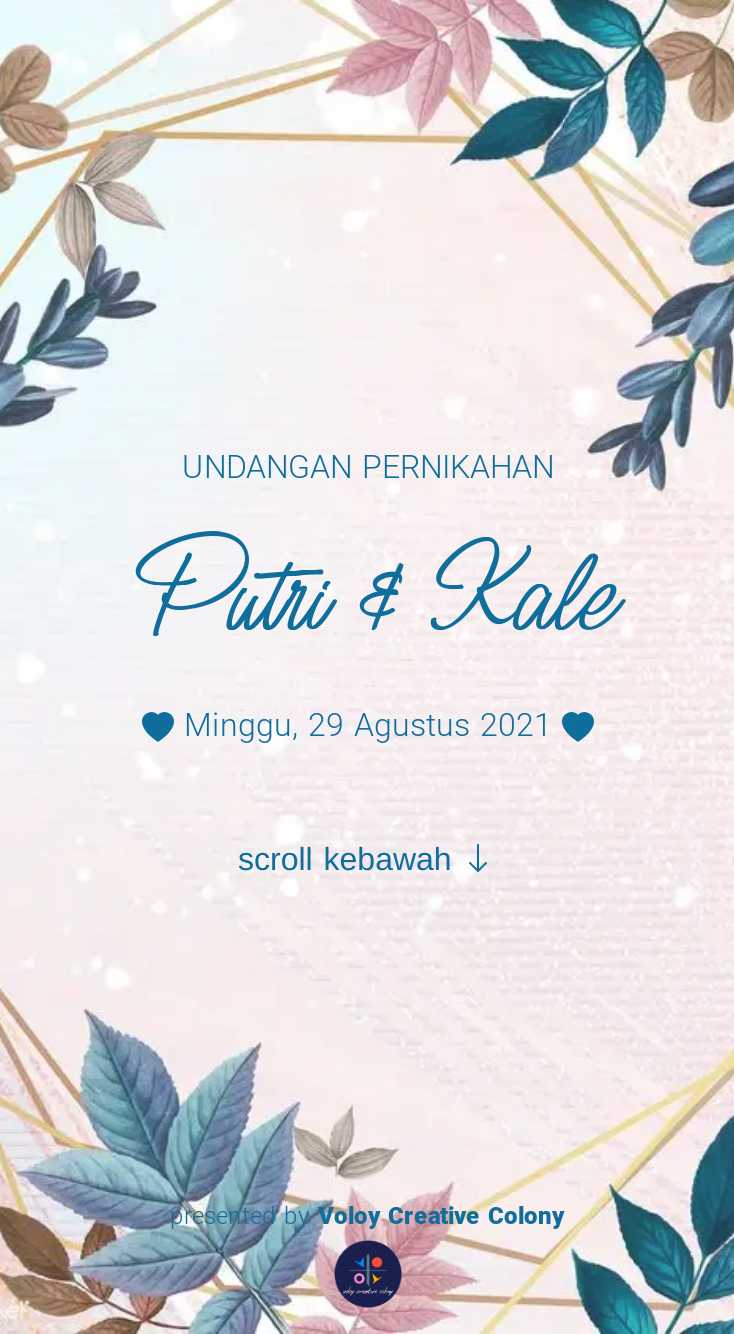 UNDANGAN PERNIKAHAN
Putri & Kale
Minggu, 29 Agustus 2021
scroll kebawah ↓
presented by Voloy Creative Colony